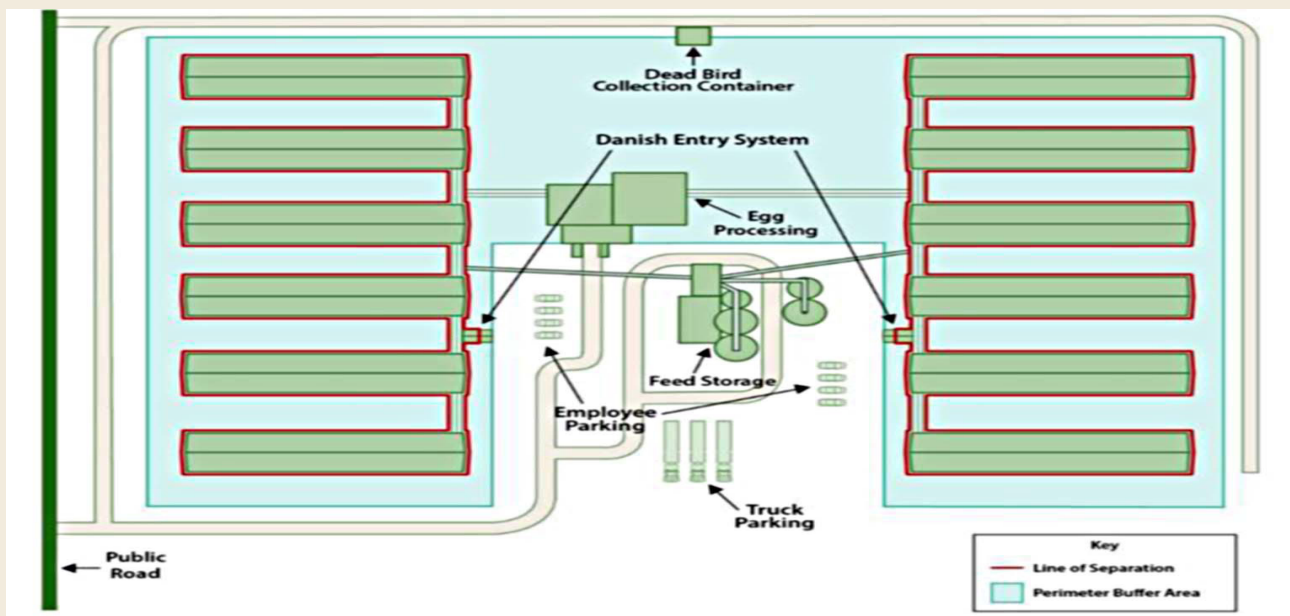 Dead Bird
Collection Container
Danish Entry System
Egg
Processing
Feed Storage
Employee
Parking
Truck
Parking
Public
Road
Key
Line of Separation
Perimeter Buffer Area